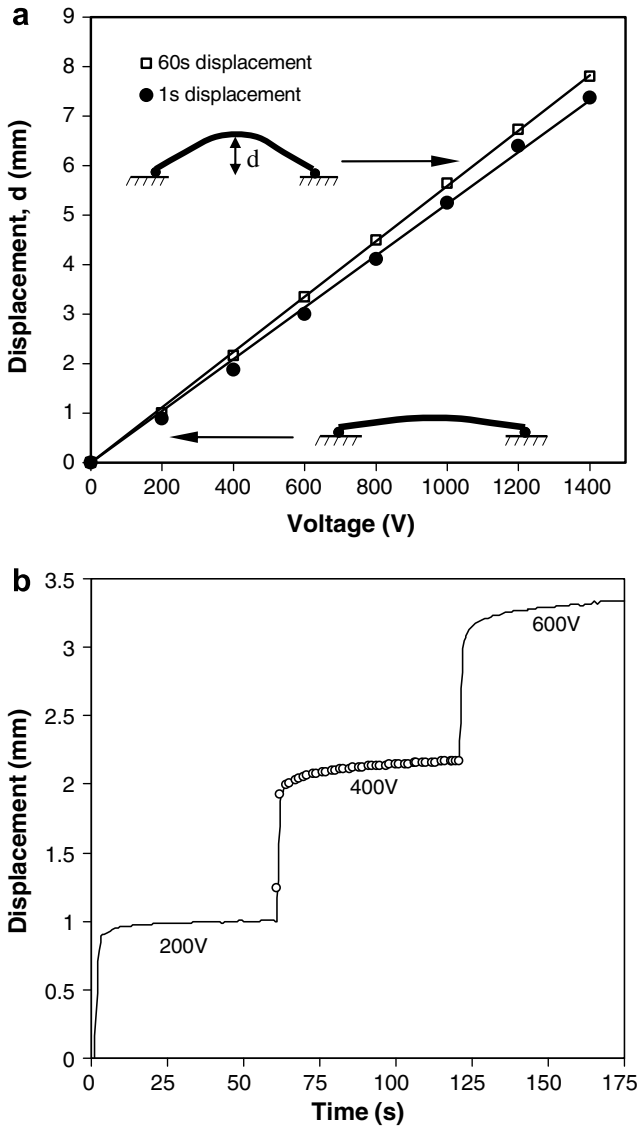 a
9
8
7
6
5
4
3
2
1
0
Displacement, d (mm)
60s displacement
1s displacement
d
0 200 400 600 800 1000 1200 1400
Voltage (V)
b
3.5
3
2.5
2
1.5
1
0.5
0
Displacement (mm)
600V
400V
200V
0 25 50 75 100 125 150 175
Time (s)